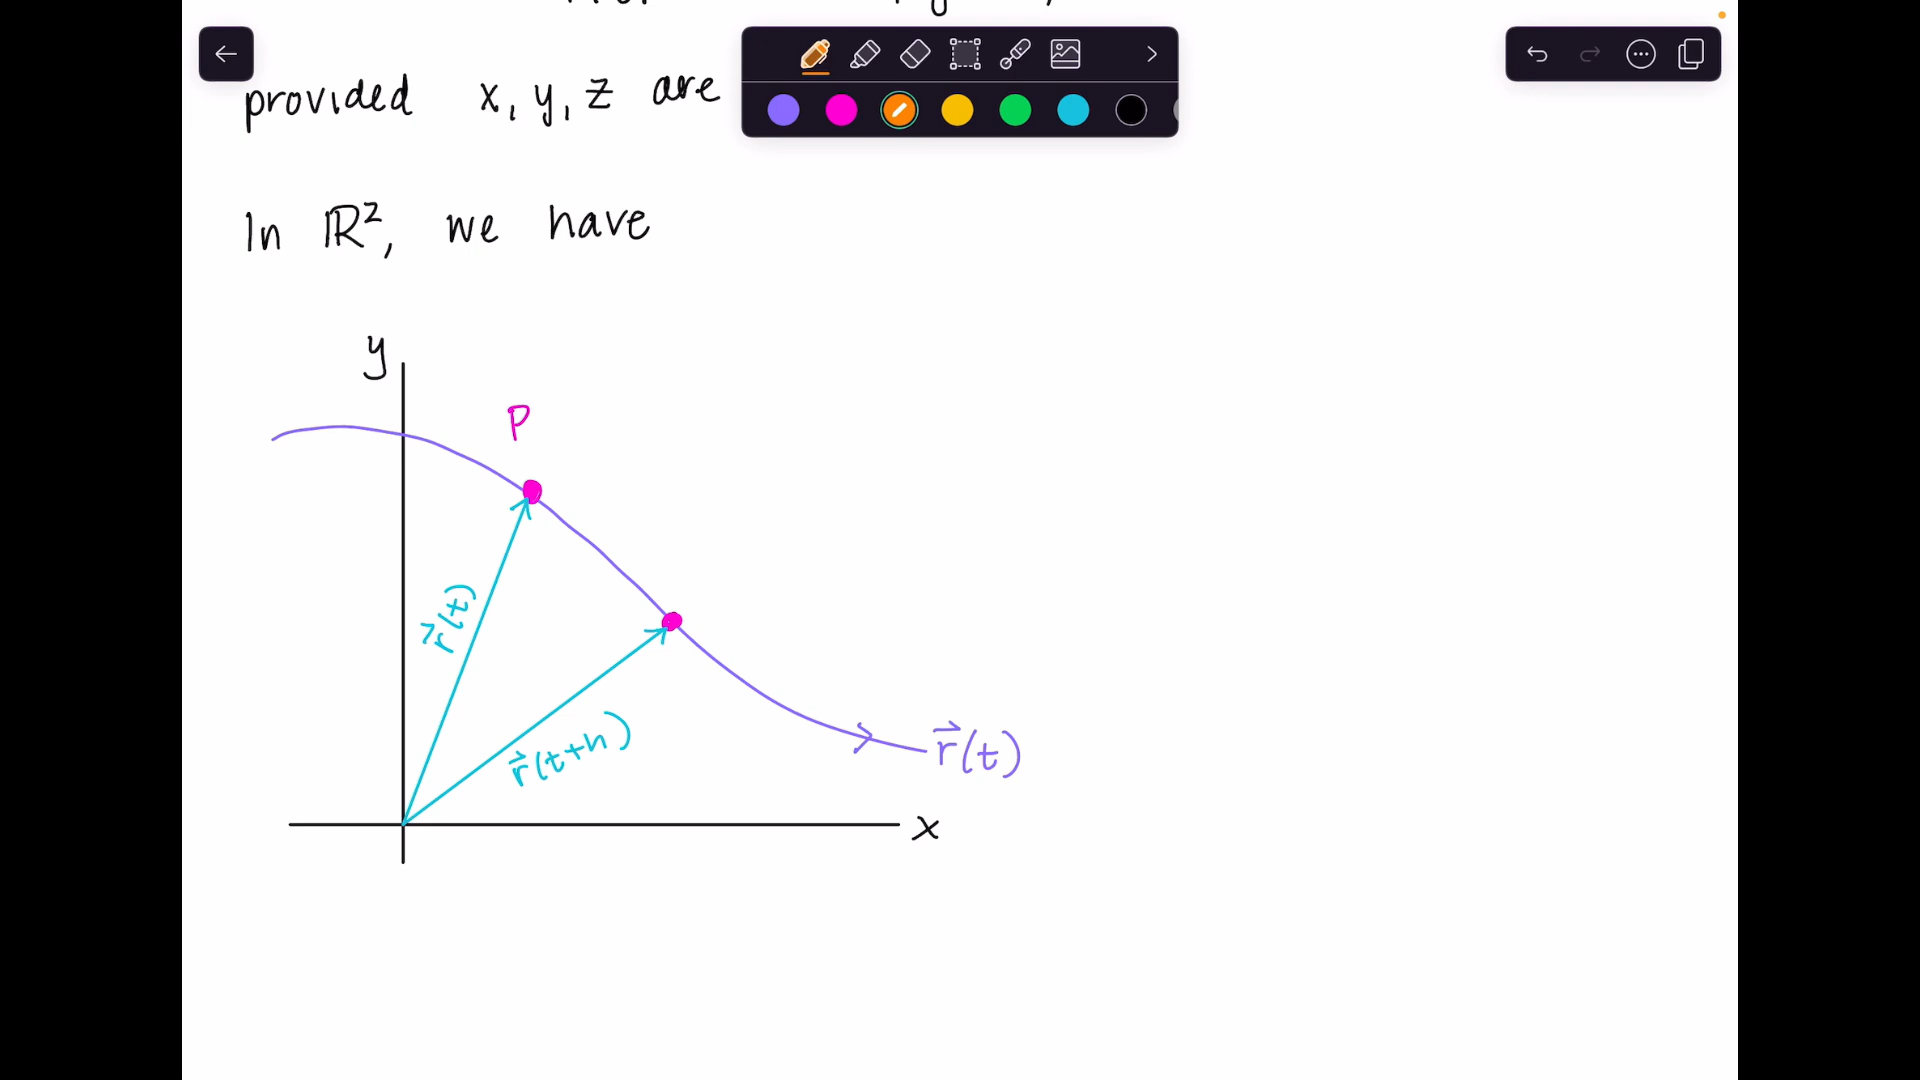 provided x, y, z are
In ℝ², we have
y
P
r⃗(t)
r⃗(t+h)
r⃗(t)
x